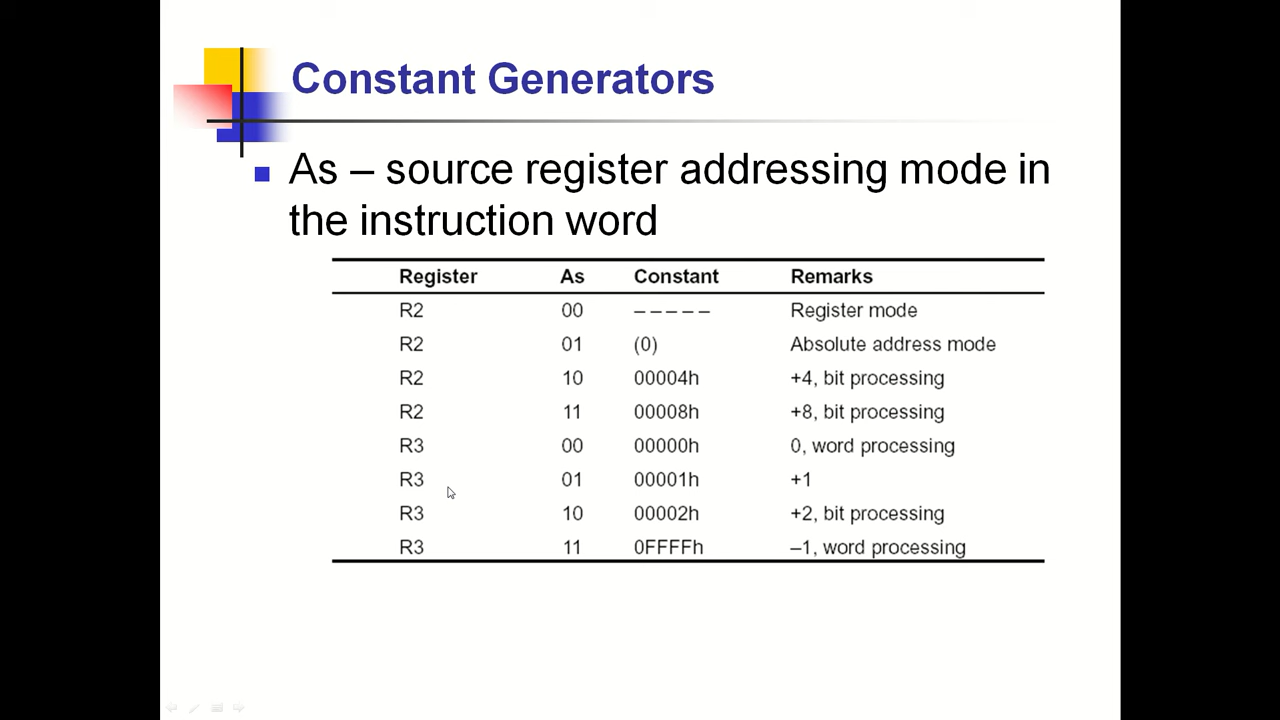 Constant Generators
As – source register addressing mode in
the instruction word
Register As Constant Remarks
R2 00 – – – – – Register mode
R2 01 (0) Absolute address mode
R2 10 00004h +4, bit processing
R2 11 00008h +8, bit processing
R3 00 00000h 0, word processing
R3 01 00001h +1
R3 10 00002h +2, bit processing
R3 11 0FFFFh –1, word processing